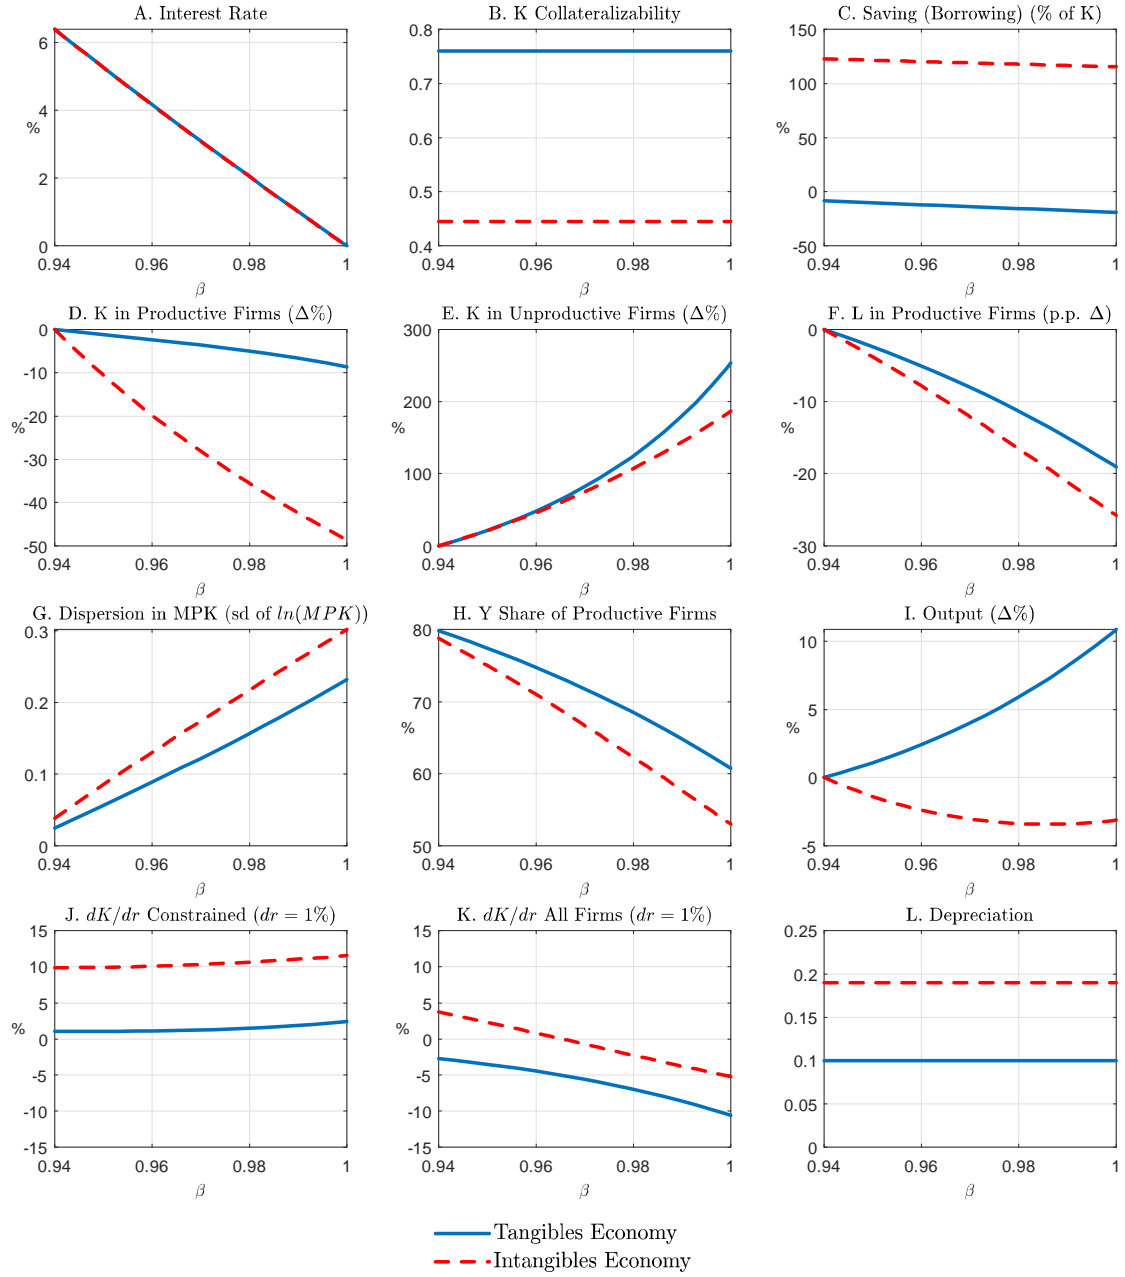 A. Interest Rate
%
6
4
2
0
0.94 0.96 0.98 1
β
B. K Collateralizability
0.8
0.7
0.6
0.5
0.4
0.94 0.96 0.98 1
β
C. Saving (Borrowing) (% of K)
%
150
100
50
0
-50
0.94 0.96 0.98 1
β
D. K in Productive Firms (Δ%)
%
0
-10
-20
-30
-40
-50
0.94 0.96 0.98 1
β
E. K in Unproductive Firms (Δ%)
%
300
200
100
0
0.94 0.96 0.98 1
β
F. L in Productive Firms (p.p. Δ)
%
0
-10
-20
-30
0.94 0.96 0.98 1
β
G. Dispersion in MPK (sd of ln(MPK))
0.3
0.2
0.1
0
0.94 0.96 0.98 1
β
H. Y Share of Productive Firms
%
80
70
60
50
0.94 0.96 0.98 1
β
I. Output (Δ%)
%
10
5
0
-5
0.94 0.96 0.98 1
β
J. dK/dr Constrained (dr = 1%)
%
15
10
5
0
-5
-10
-15
0.94 0.96 0.98 1
β
K. dK/dr All Firms (dr = 1%)
%
15
10
5
0
-5
-10
-15
0.94 0.96 0.98 1
β
L. Depreciation
0.25
0.2
0.15
0.1
0.05
0
0.94 0.96 0.98 1
β
Tangibles Economy
Intangibles Economy